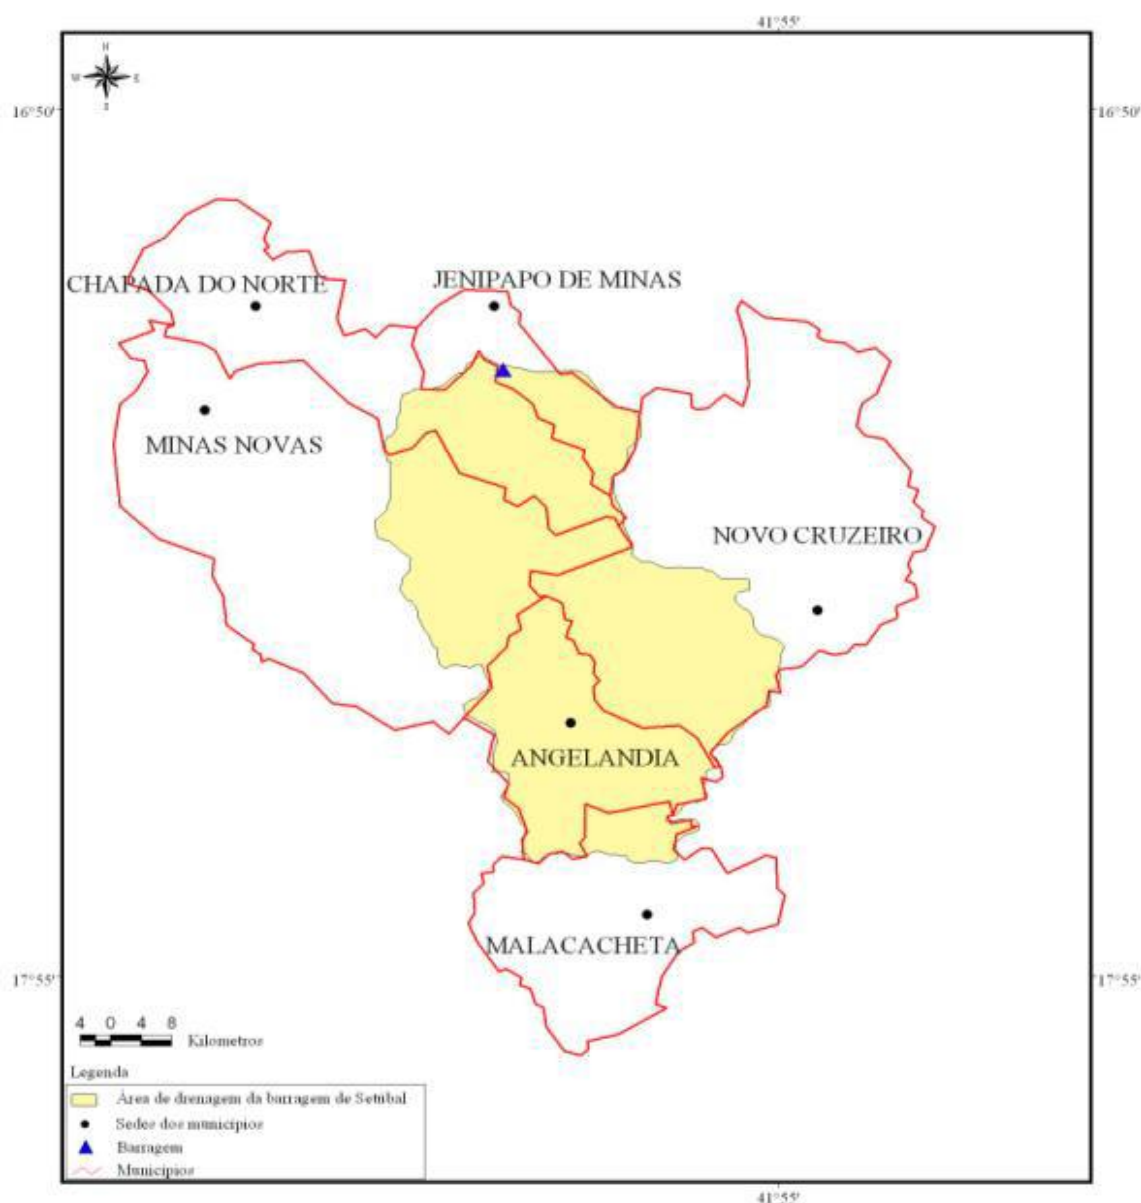 41°55'
N
W E
S
16°50' 16°50'
CHAPADA DO NORTE
JENIPAPO DE MINAS
MINAS NOVAS
NOVO CRUZEIRO
ANGELANDIA
MALACACHETA
17°55' 17°55'
4 0 4 8
Kilometros
Legenda
Área de drenagem da barragem de Setúbal
Sedes dos municípios
Barragem
Municípios
41°55'